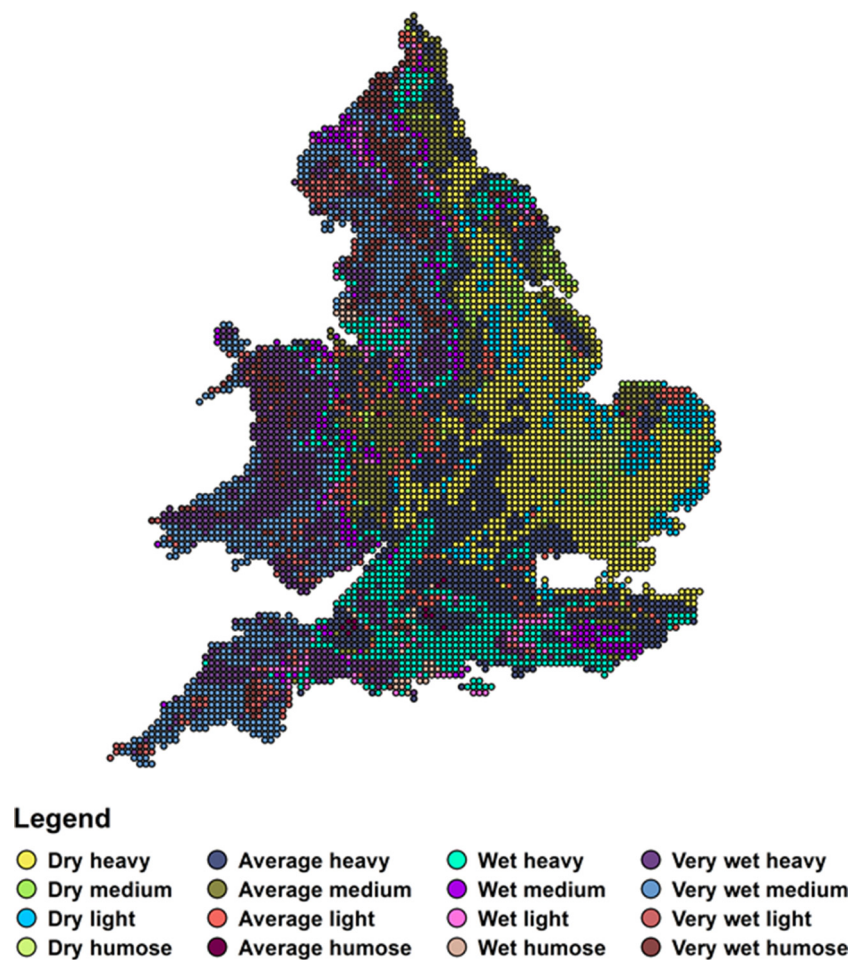 Legend
Dry heavy
Average heavy
Wet heavy
Very wet heavy
Dry medium
Average medium
Wet medium
Very wet medium
Dry light
Average light
Wet light
Very wet light
Dry humose
Average humose
Wet humose
Very wet humose